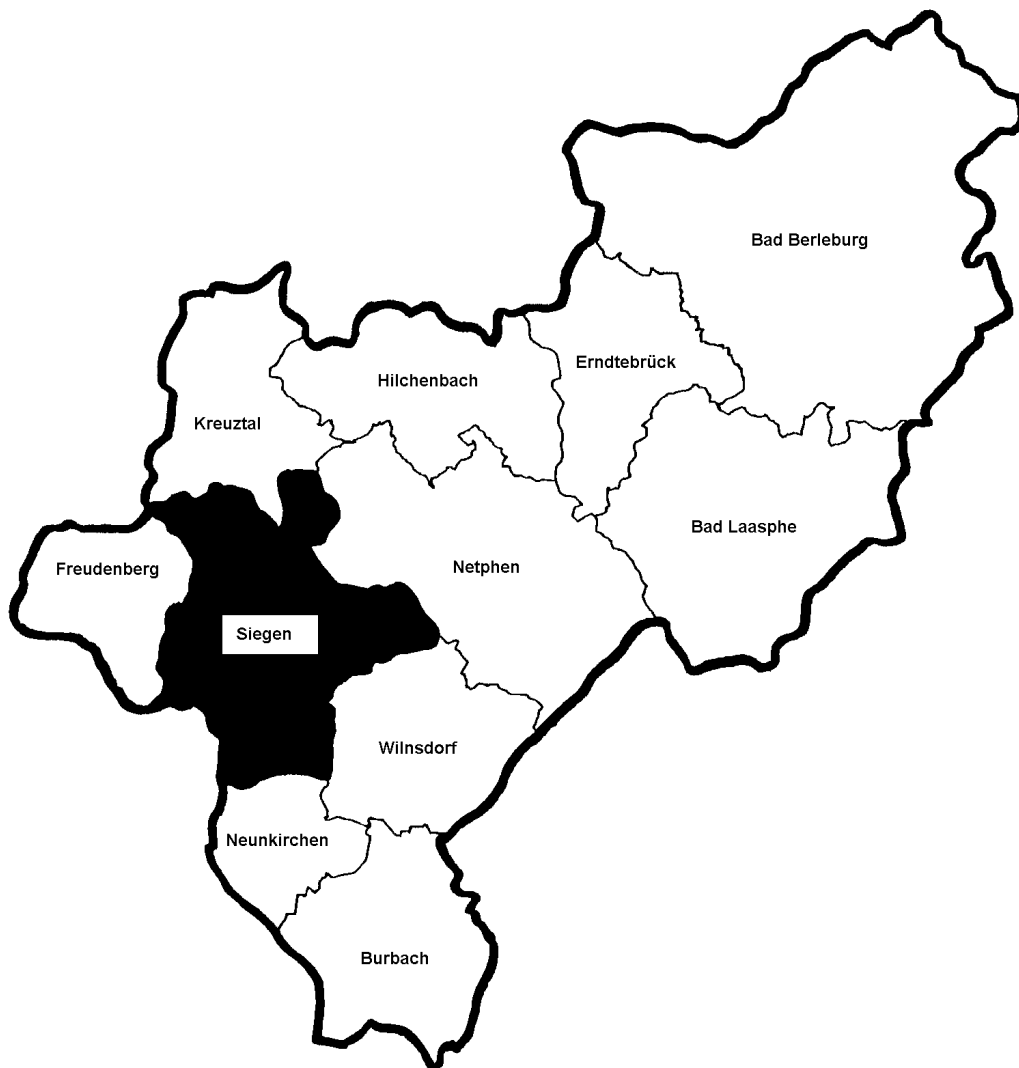 Bad Berleburg
Erndtebrück
Hilchenbach
Kreuztal
Bad Laasphe
Netphen
Freudenberg
Siegen
Wilnsdorf
Neunkirchen
Burbach